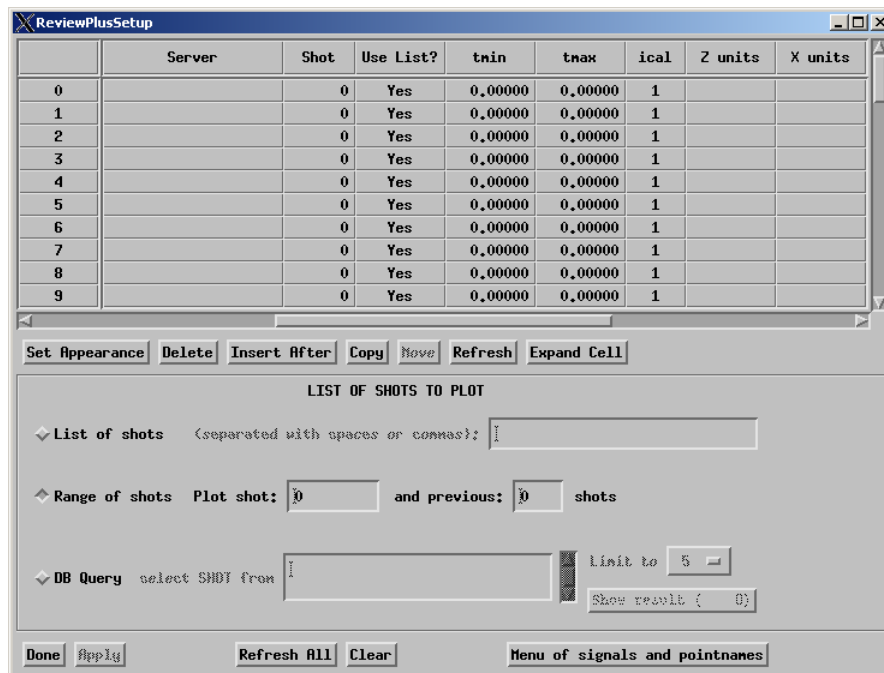 ReviewPlusSetup
Server Shot Use List? tmin tmax ical Z units X units
0 0 Yes 0.00000 0.00000 1
1 0 Yes 0.00000 0.00000 1
2 0 Yes 0.00000 0.00000 1
3 0 Yes 0.00000 0.00000 1
4 0 Yes 0.00000 0.00000 1
5 0 Yes 0.00000 0.00000 1
6 0 Yes 0.00000 0.00000 1
7 0 Yes 0.00000 0.00000 1
8 0 Yes 0.00000 0.00000 1
9 0 Yes 0.00000 0.00000 1
Set Appearance Delete Insert After Copy Move Refresh Expand Cell
LIST OF SHOTS TO PLOT
List of shots (separated with spaces or commas):
Range of shots Plot shot: 0 and previous: 0 shots
DB Query select SHOT from Limit to 5
Show result ( 0)
Done Apply Refresh All Clear Menu of signals and pointnames